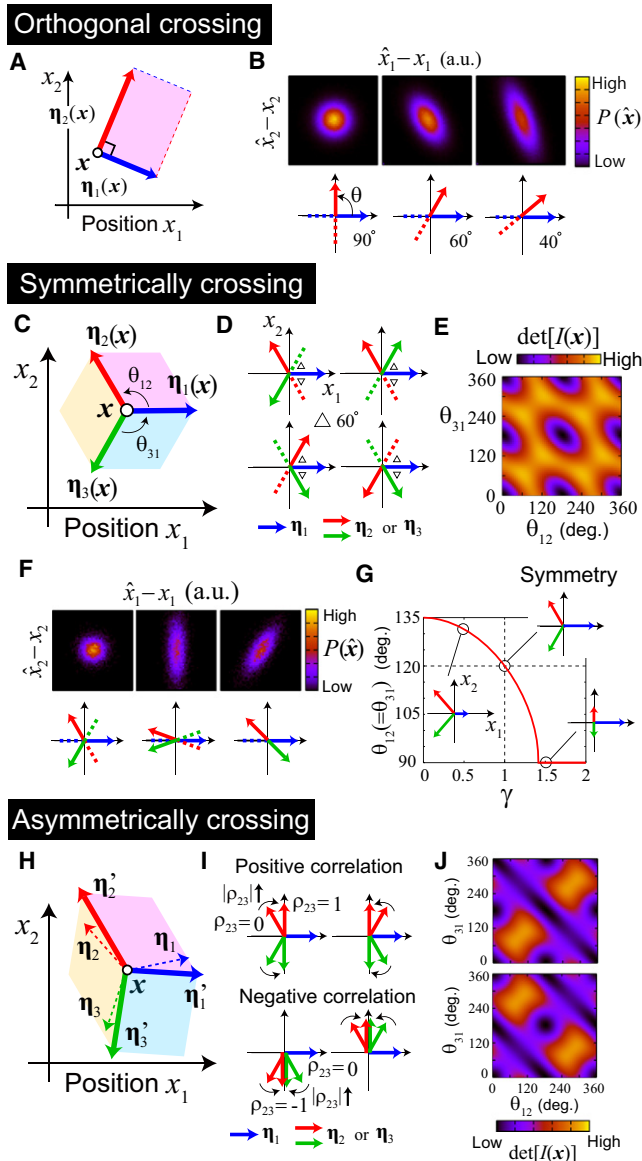 Orthogonal crossing
A
x₂
η₂(x)
x
η₁(x)
Position x₁
B
x̂₁−x₁ (a.u.)
x̂₂−x₂
High
P(x̂)
Low
θ
90° 60° 40°
Symmetrically crossing
C
x₂
η₂(x)
η₁(x)
θ₁₂
x
θ₃₁
η₃(x)
Position x₁
D
x₂
x₁
△ 60°
η₁ η₂ or η₃
E
det[I(x)]
Low High
θ₃₁
360
240
120
0
0 120 240 360
θ₁₂ (deg.)
F
x̂₁−x₁ (a.u.)
x̂₂−x₂
High
P(x̂)
Low
G
Symmetry
θ₁₂(=θ₃₁) (deg.)
135
120
105
90
x₂
x₁
0 0.5 1 1.5 2
γ
Asymmetrically crossing
H
x₂
η₂'
η₂
η₁
x
η₁'
η₃
η₃'
Position x₁
I
Positive correlation
|ρ₂₃|↑
ρ₂₃=0
ρ₂₃=1
Negative correlation
ρ₂₃=0
ρ₂₃=-1 |ρ₂₃|↑
η₁ η₂ or η₃
J
θ₃₁ (deg.)
360
240
120
0
θ₃₁ (deg.)
360
240
120
0
0 120 240 360
θ₁₂ (deg.)
Low High
det[I(x)]